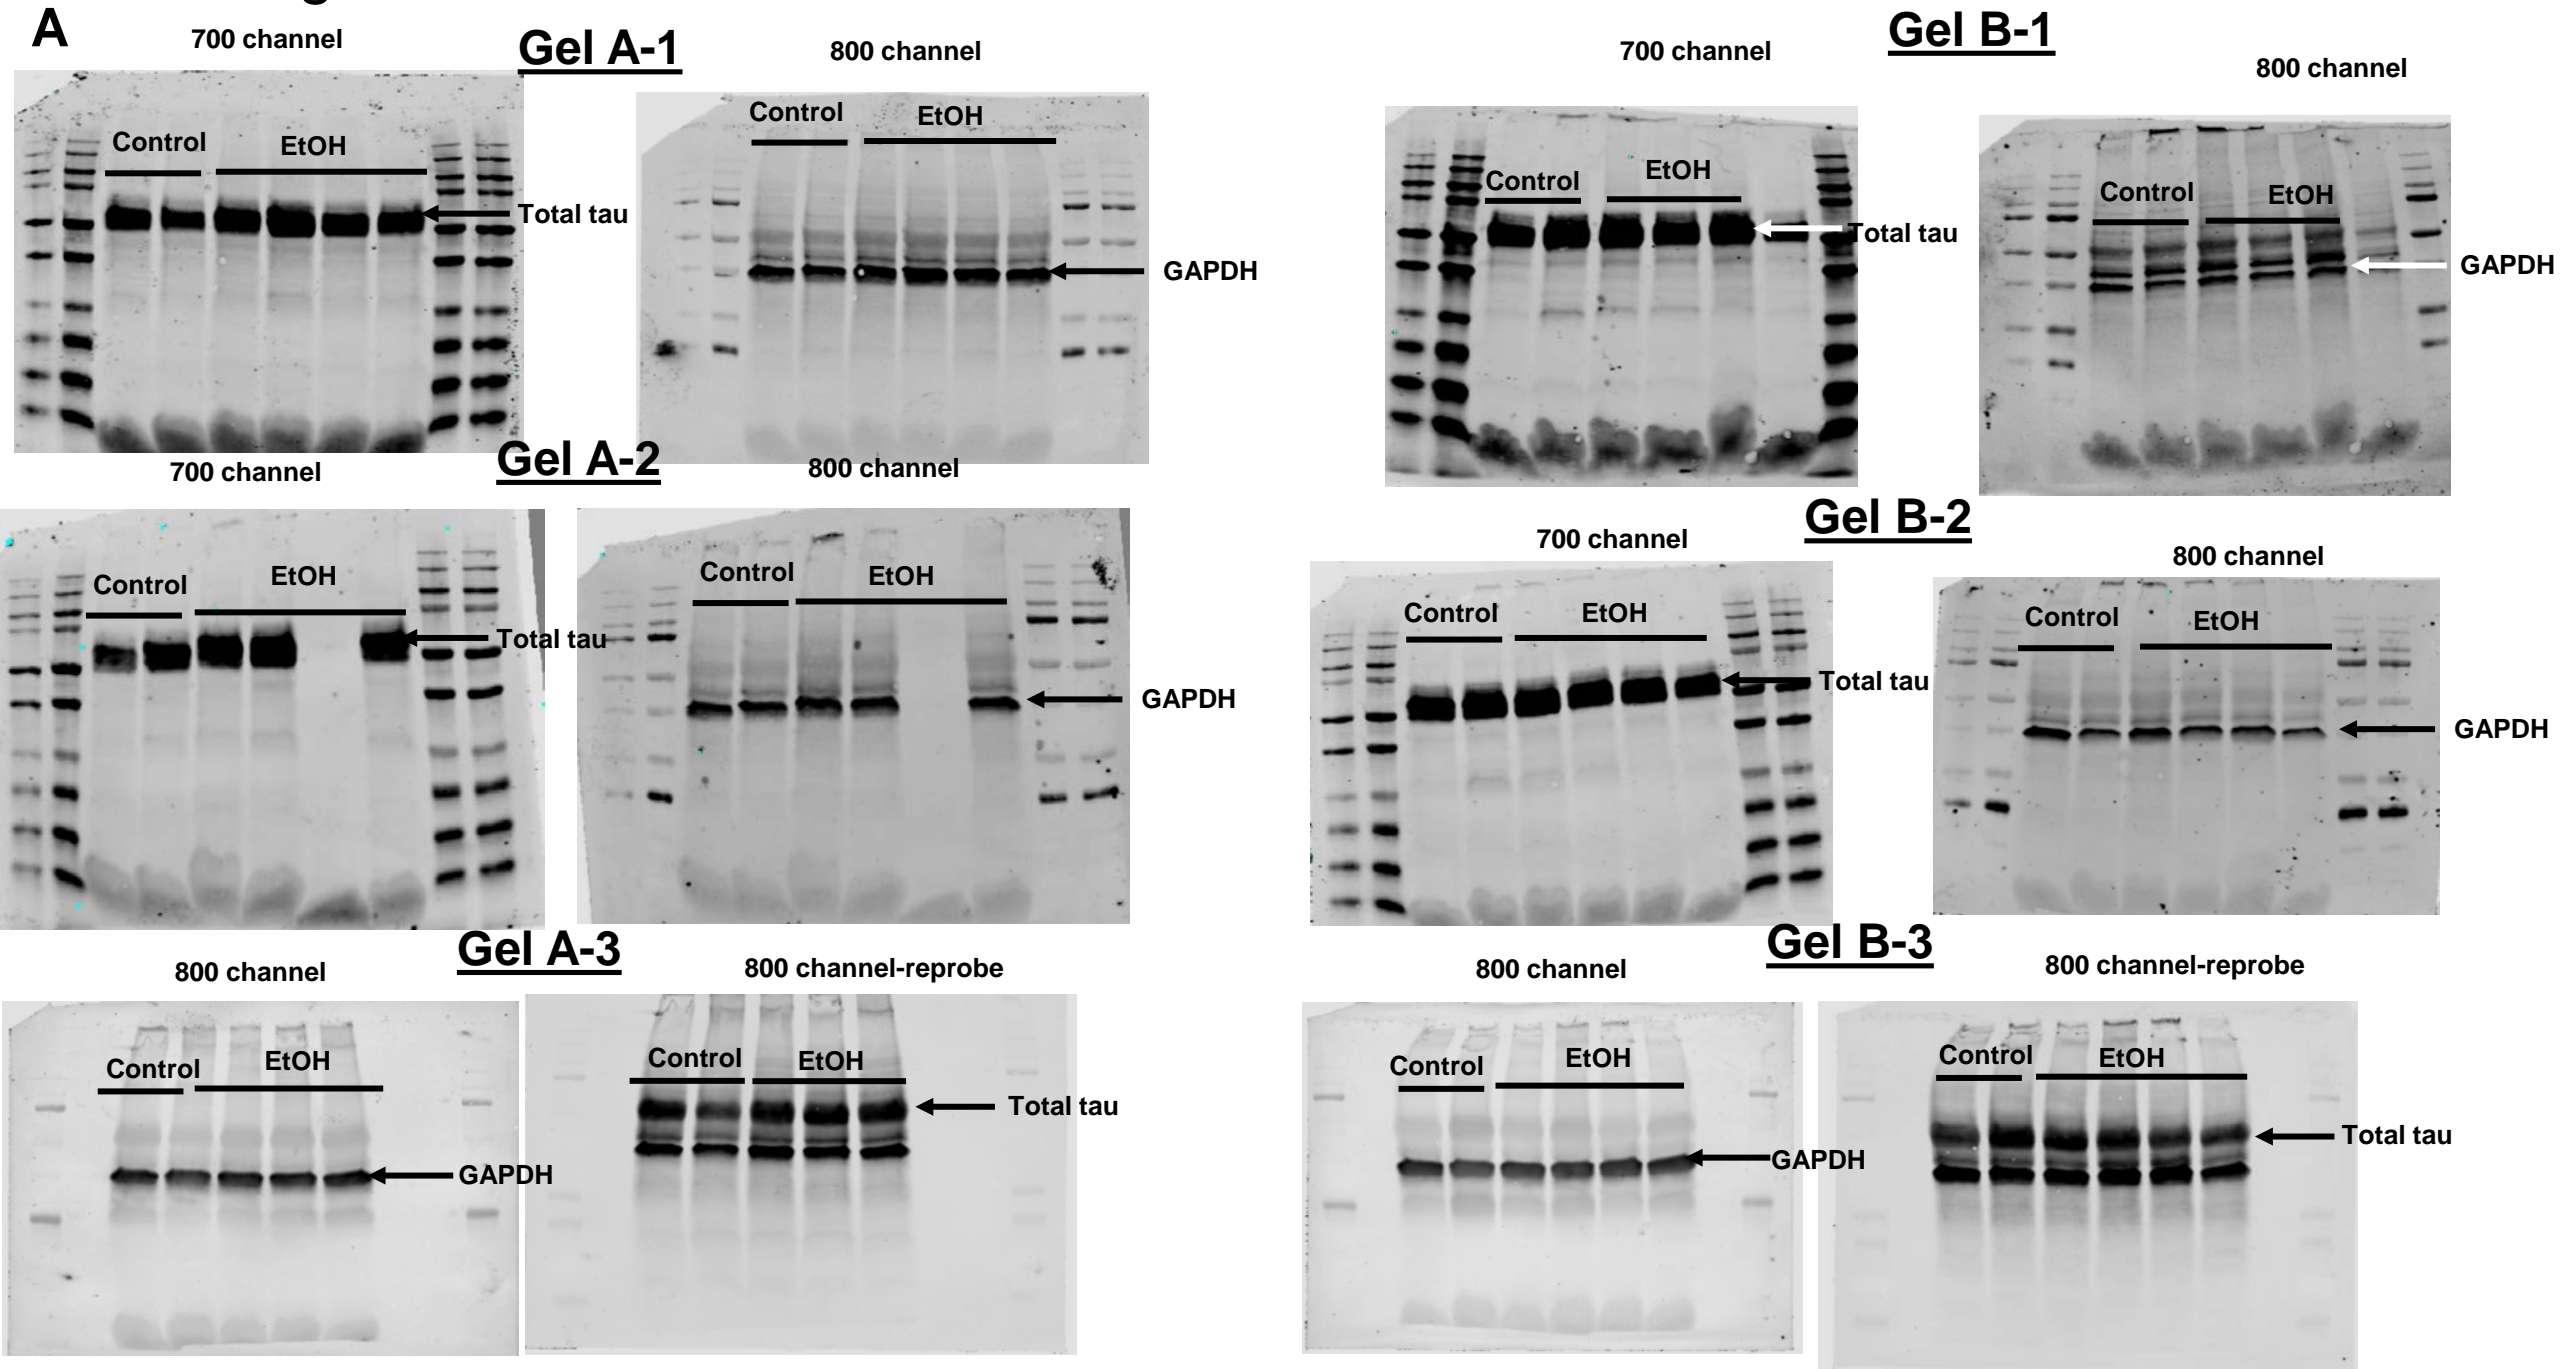 A
700 channel
Gel A-1
800 channel
Control
EtOH
Total tau
Control
EtOH
GAPDH
700 channel
Gel B-1
800 channel
Control
EtOH
Total tau
Control
EtOH
GAPDH
700 channel
Gel A-2
800 channel
Control
EtOH
Total tau
Control
EtOH
GAPDH
700 channel
Gel B-2
800 channel
Control
EtOH
Total tau
Control
EtOH
GAPDH
800 channel
Gel A-3
800 channel-reprobe
Control
EtOH
GAPDH
Control
EtOH
Total tau
800 channel
Gel B-3
800 channel-reprobe
Control
EtOH
GAPDH
Control
EtOH
Total tau